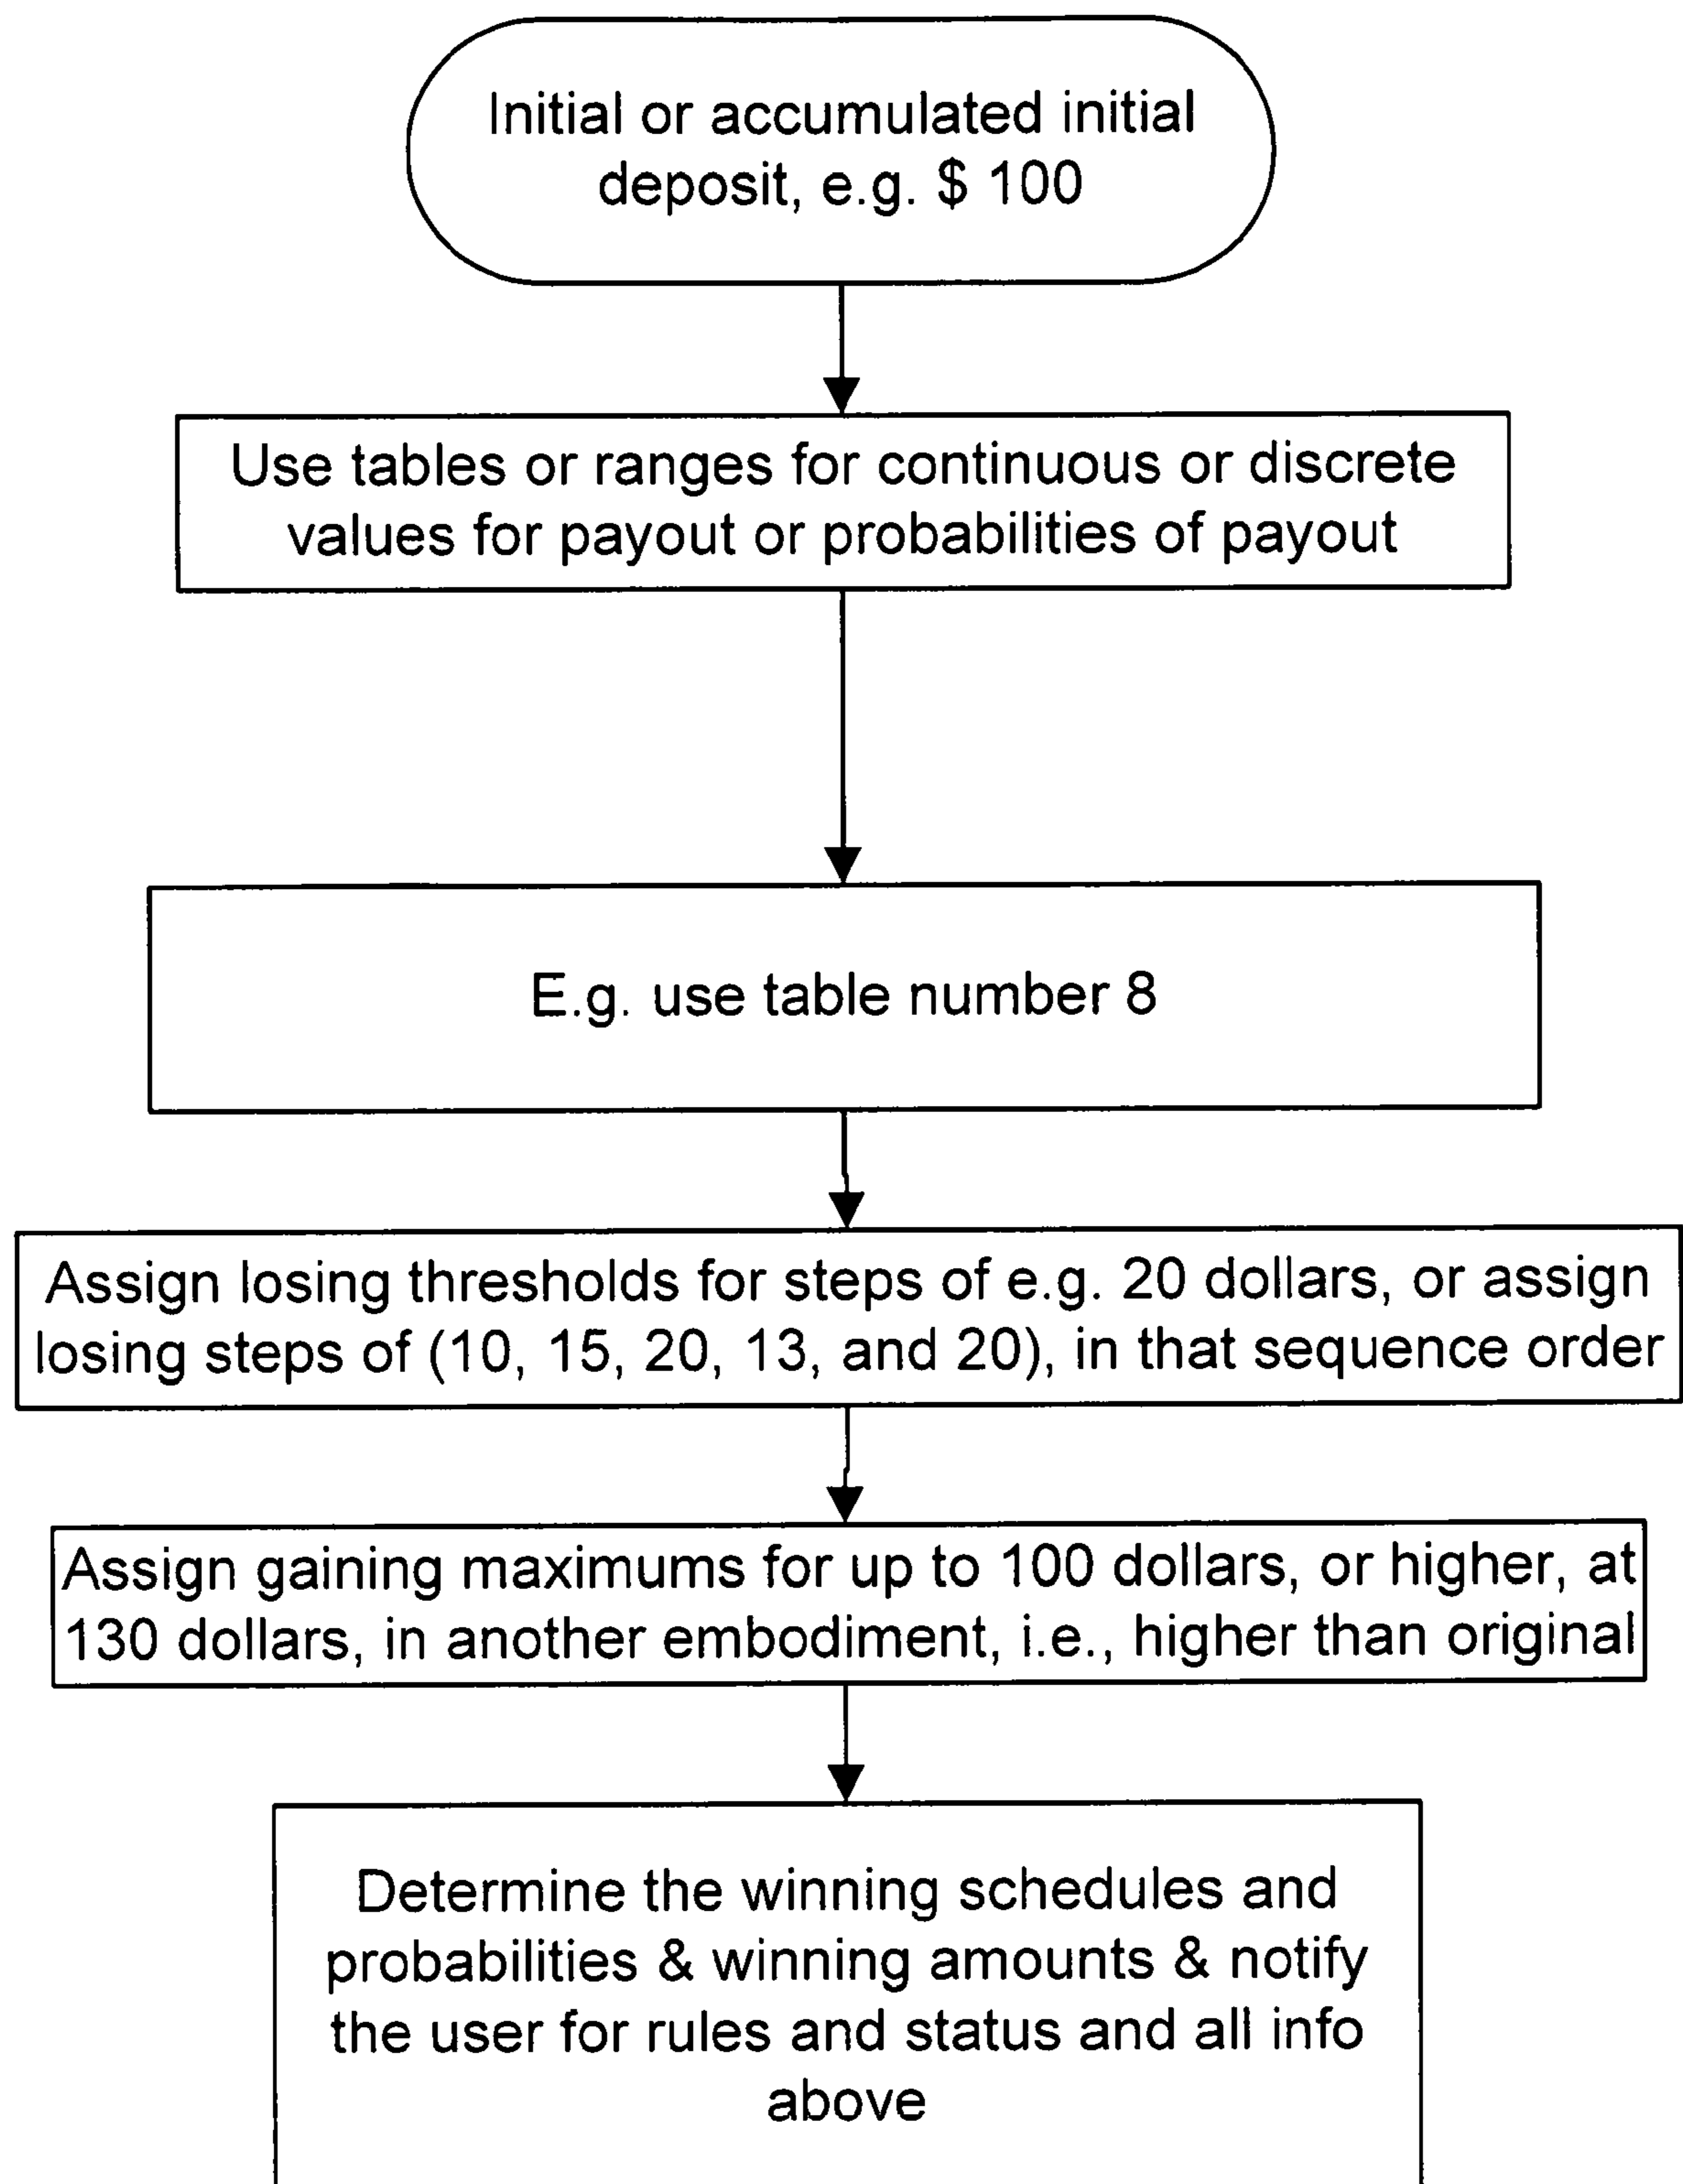 Initial or accumulated initial
deposit, e.g. $ 100
Use tables or ranges for continuous or discrete
values for payout or probabilities of payout
E.g. use table number 8
Assign losing thresholds for steps of e.g. 20 dollars, or assign
losing steps of (10, 15, 20, 13, and 20), in that sequence order
Assign gaining maximums for up to 100 dollars, or higher, at
130 dollars, in another embodiment, i.e., higher than original
Determine the winning schedules and
probabilities & winning amounts & notify
the user for rules and status and all info
above